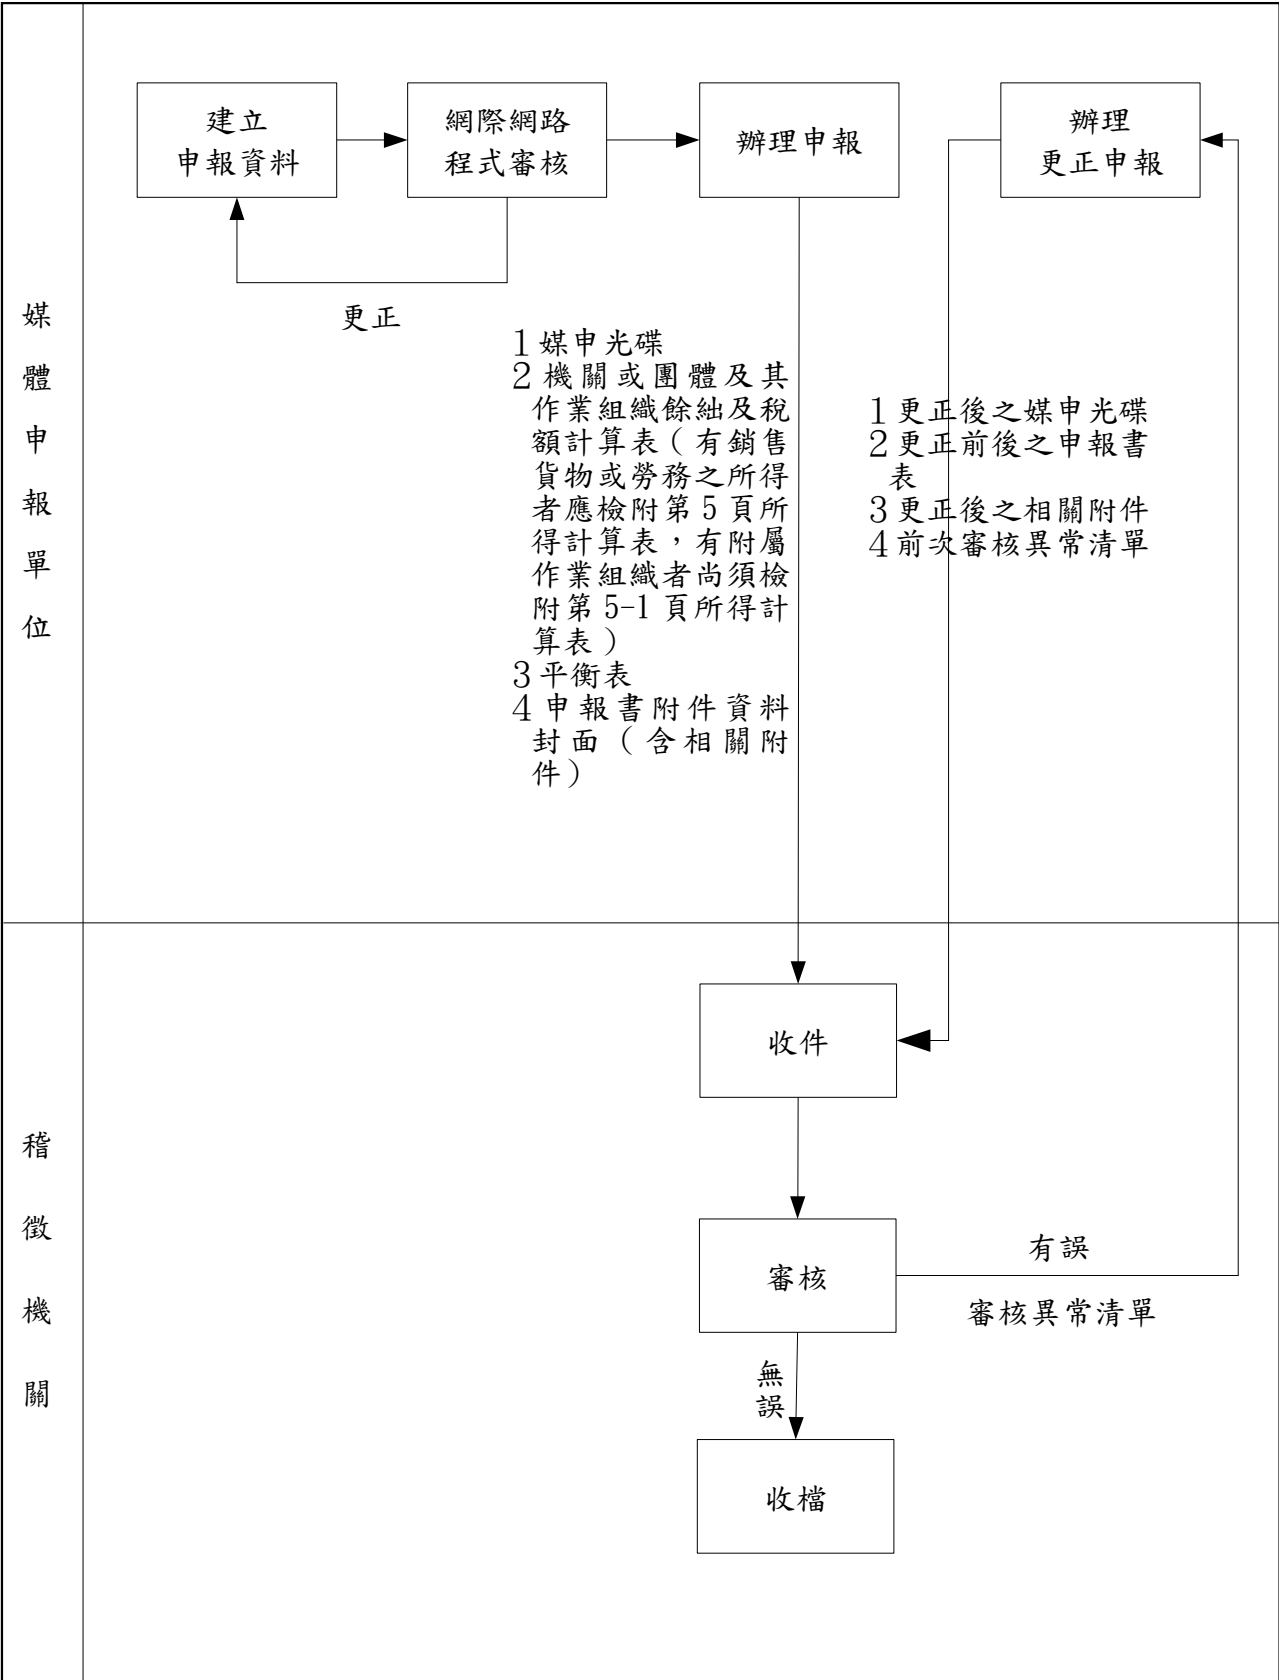 媒體申報單位
建立
申報資料
網際網路
程式審核
辦理申報
辦理
更正申報
更正
1媒申光碟
2機關或團體及其
作業組織餘絀及稅
額計算表（有銷售
貨物或勞務之所得
者應檢附第5頁所
得計算表，有附屬
作業組織者尚須檢
附第5-1頁所得計
算表）
3平衡表
4申報書附件資料
封面（含相關附
件）
1更正後之媒申光碟
2更正前後之申報書
表
3更正後之相關附件
4前次審核異常清單
稽徵機關
收件
審核
有誤
審核異常清單
無
誤
收檔